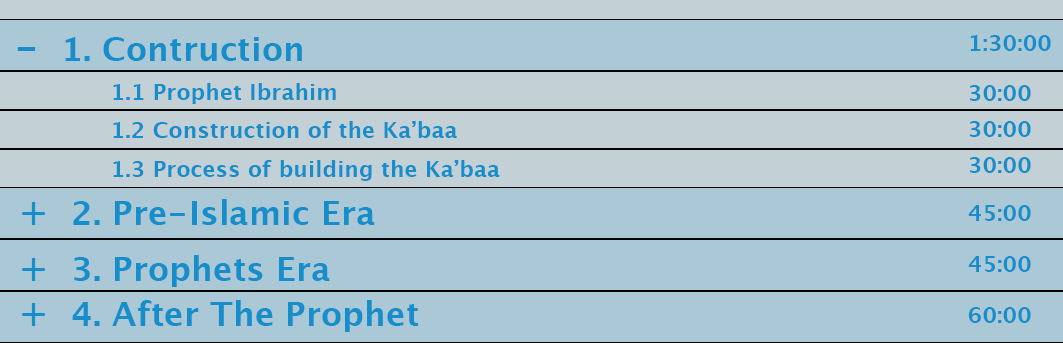 - 1. Contruction 1:30:00
1.1 Prophet Ibrahim 30:00
1.2 Construction of the Ka’baa 30:00
1.3 Process of building the Ka’baa 30:00
+ 2. Pre-Islamic Era 45:00
+ 3. Prophets Era 45:00
+ 4. After The Prophet 60:00